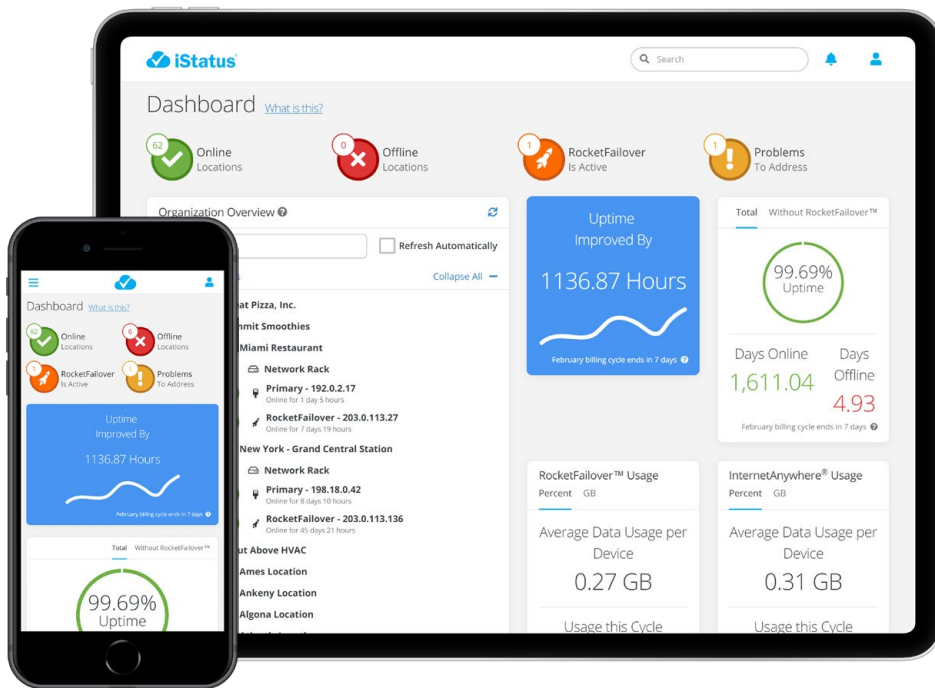 iStatus
Search
Dashboard What is this?
62 Online
Locations
0 Offline
Locations
1 RocketFailover
Is Active
1 Problems
To Address
Organization Overview
Refresh Automatically
Collapse All
Pizza, Inc.
Smoothies
Miami Restaurant
Network Rack
Primary - 192.0.2.17
Online for 1 day 5 hours
RocketFailover - 203.0.113.27
Online for 7 days 19 hours
New York - Grand Central Station
Network Rack
Primary - 198.18.0.42
Online for 8 days 10 hours
RocketFailover - 203.0.113.136
Online for 45 days 21 hours
Above HVAC
Ames Location
Ankeny Location
Algona Location
Uptime
Improved By
1136.87 Hours
February billing cycle ends in 7 days
Total Without RocketFailover™
99.69%
Uptime
Days Online
1,611.04
Days
Offline
4.93
February billing cycle ends in 7 days
RocketFailover™ Usage
Percent GB
Average Data Usage per
Device
0.27 GB
Usage this Cycle
InternetAnywhere® Usage
Percent GB
Average Data Usage per
Device
0.31 GB
Usage this Cycle
Dashboard What is this?
62 Online
Locations
Offline
Locations
1 RocketFailover
Is Active
1 Problems
To Address
Uptime
Improved By
1136.87 Hours
February billing cycle ends in 7 days
Total Without RocketFailover™
99.69%
Uptime